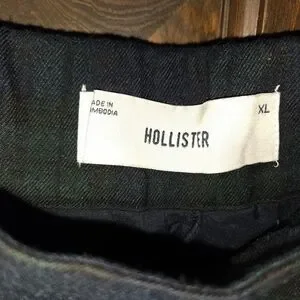 ADE IN
MBODIA
HOLLISTER
XL